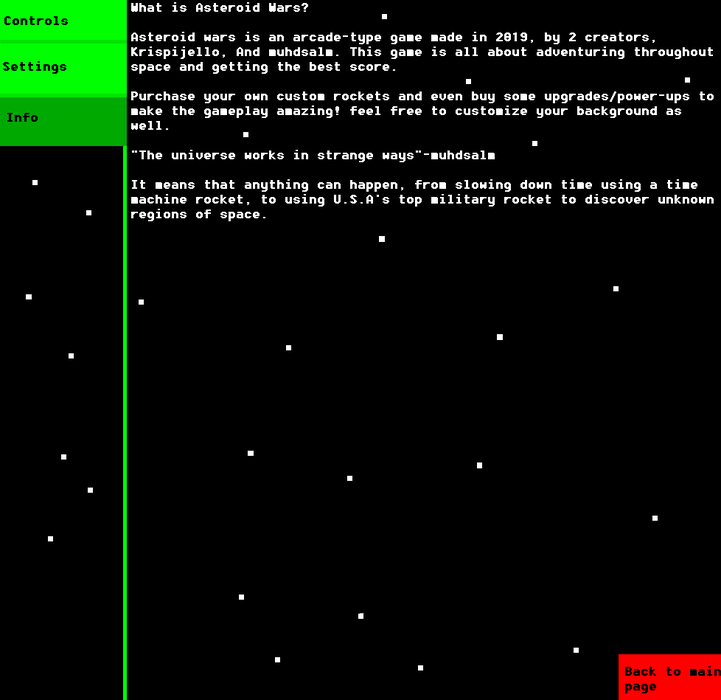 Controls
Settings
Info
What is Asteroid Wars?
Asteroid wars is an arcade-type game made in 2019, by 2 creators,
Krispijello, And muhdsalm. This game is all about adventuring throughout
space and getting the best score.
Purchase your own custom rockets and even buy some upgrades/power-ups to
make the gameplay amazing! feel free to customize your background as
well.
"The universe works in strange ways"-muhdsalm
It means that anything can happen, from slowing down time using a time
machine rocket, to using U.S.A's top military rocket to discover unknown
regions of space.
Back to main
page